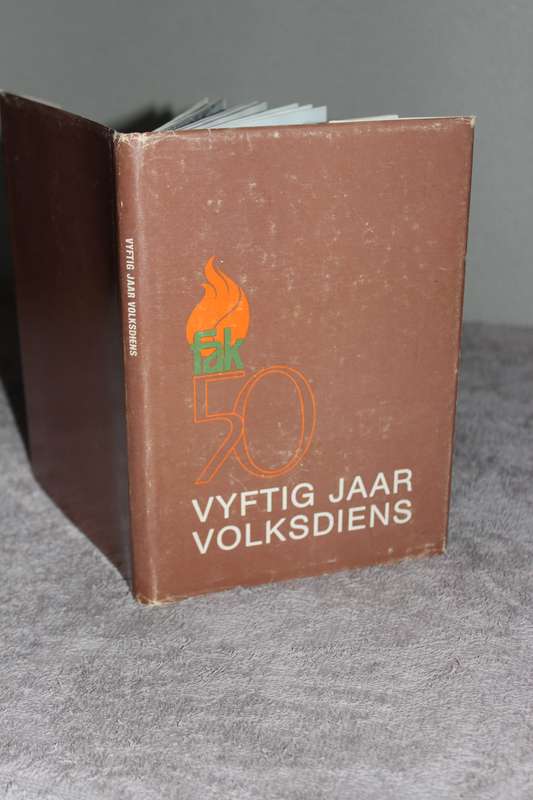 VYFTIG JAAR VOLKSDIENS
fak
50
VYFTIG JAAR
VOLKSDIENS